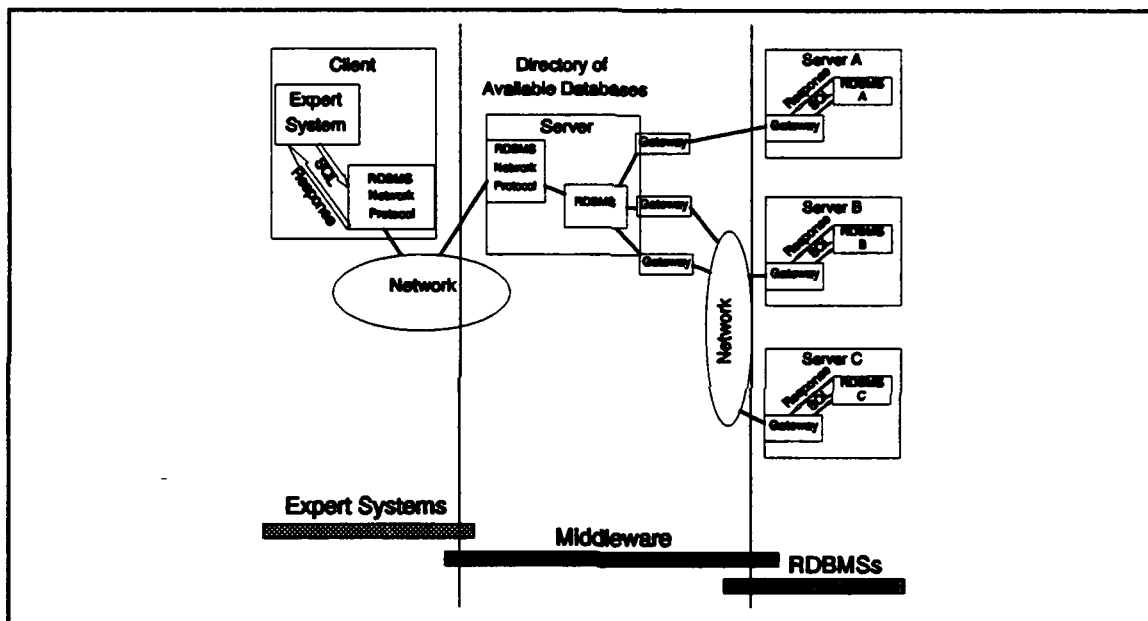 Client
Expert
System
SQL
Response
RDBMS
Network
Protocol
Network
Directory of
Available Databases
Server
RDBMS
Network
Protocol
RDBMS
Gateway
Gateway
Gateway
Network
Server A
Response
SQL
RDBMS
A
Gateway
Server B
Response
SQL
RDBMS
B
Gateway
Server C
Response
SQL
RDBMS
C
Gateway
Expert Systems
Middleware
RDBMSs